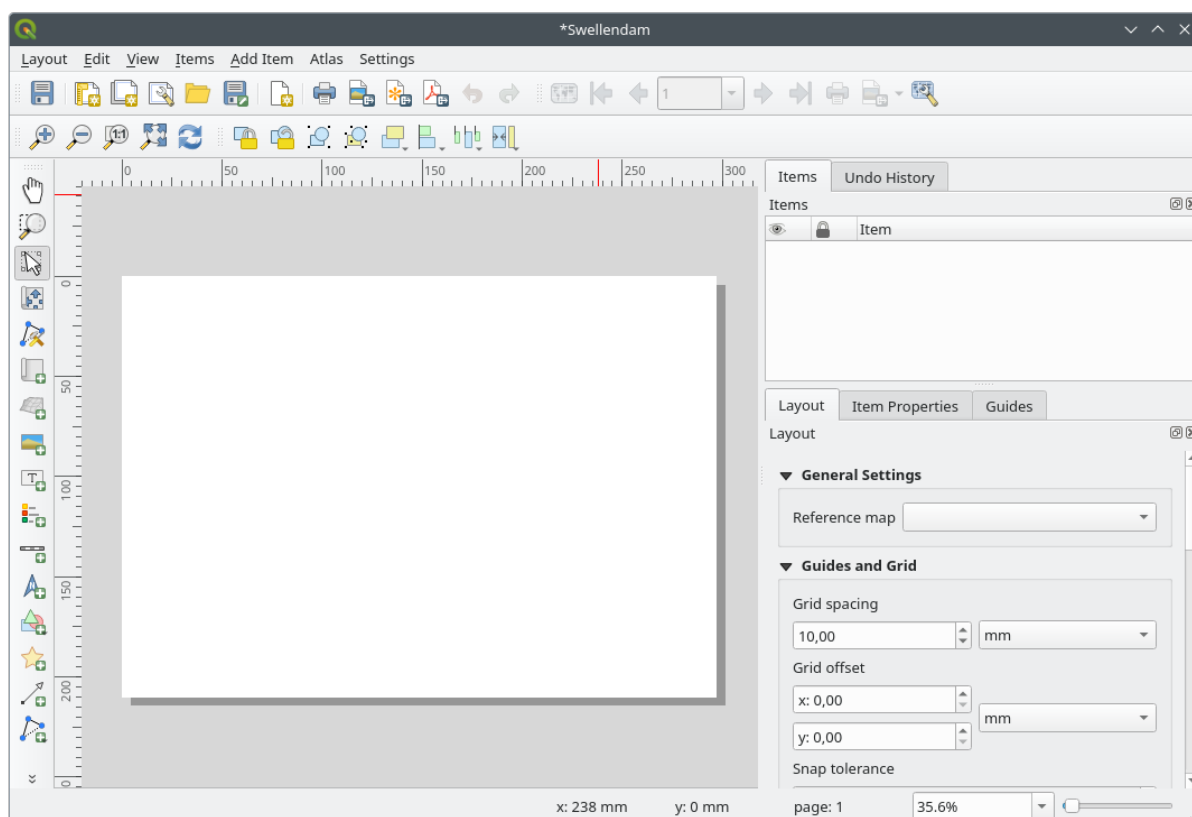 *Swellendam
Layout Edit View Items Add Item Atlas Settings
1
1:1
0 50 100 150 200 250 300
Items Undo History
Items
Item
0
50
100
150
200
0
T
N
Layout Item Properties Guides
Layout
General Settings
Reference map
Guides and Grid
Grid spacing
10,00 mm
Grid offset
x: 0,00
mm
y: 0,00
Snap tolerance
x: 238 mm y: 0 mm page: 1 35.6%